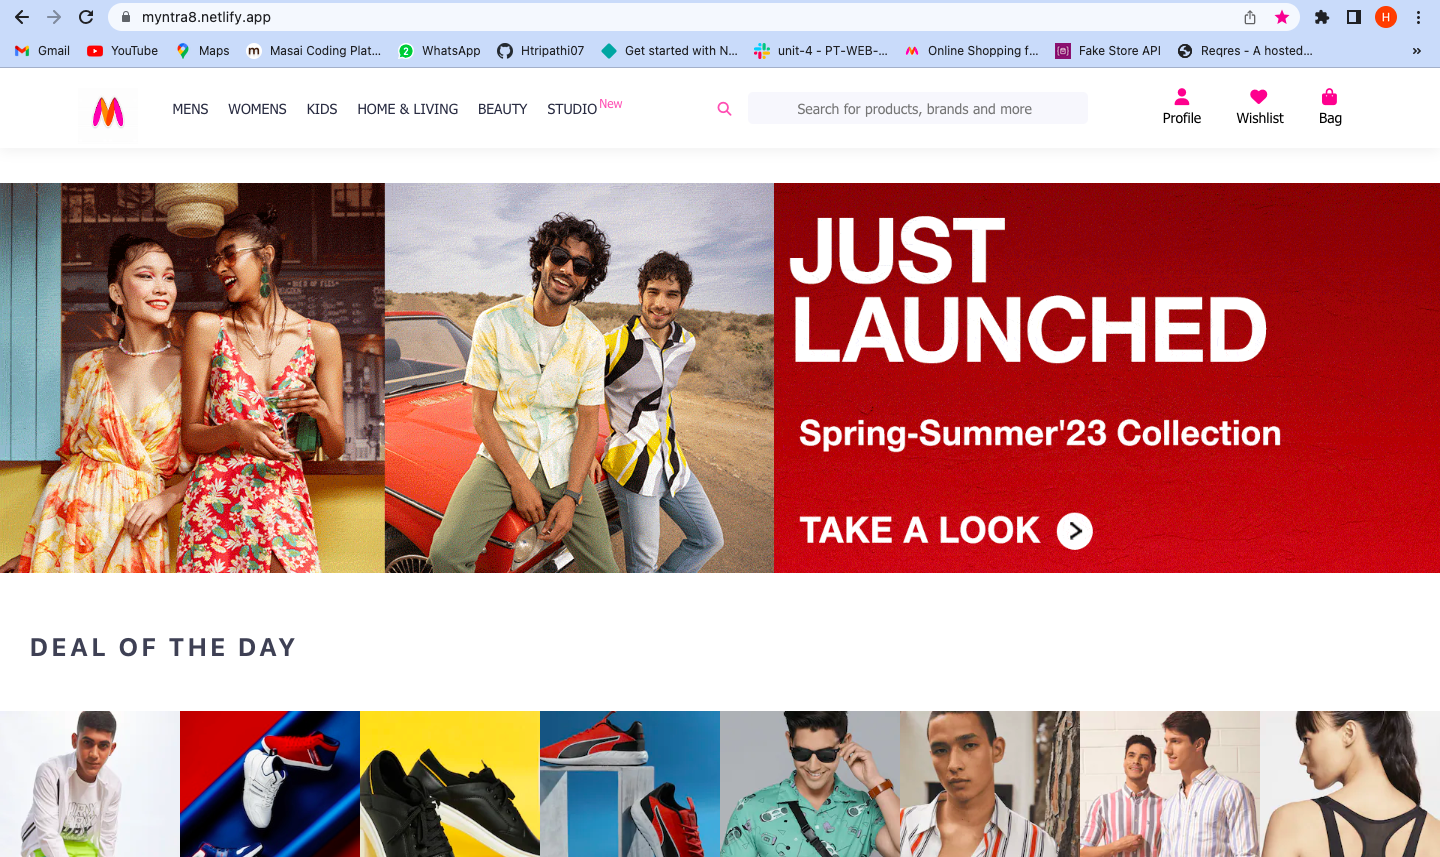 myntra8.netlify.app
H
Gmail
YouTube
Maps
m Masai Coding Plat...
2 WhatsApp
Htripathi07
Get started with N...
unit-4 - PT-WEB-...
Online Shopping f...
Fake Store API
Reqres - A hosted...
»
MENS WOMENS KIDS HOME & LIVING BEAUTY STUDIO New
Search for products, brands and more
Profile Wishlist Bag
JUST
LAUNCHED
Spring-Summer'23 Collection
TAKE A LOOK
DEAL OF THE DAY